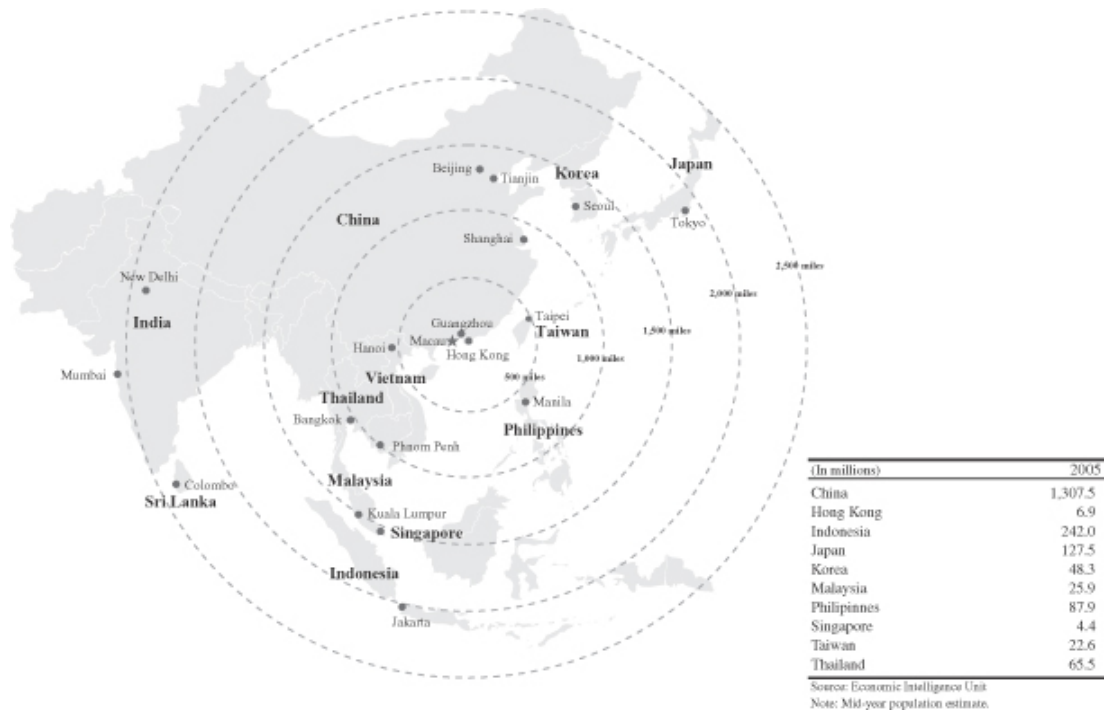 Beijing
Tianjin
Korea
Japan
Seoul
Tokyo
China
Shanghai
2,500 miles
New Delhi
2,000 miles
India
Guangzhou
Taipei
Taiwan
1,500 miles
Macau
Hong Kong
Hanoi
1,000 miles
Mumbai
Vietnam
500 miles
Thailand
Manila
Bangkok
Philippines
Phnom Penh
Malaysia
Colombo
Sri Lanka
Kuala Lumpur
Singapore
Indonesia
Jakarta
(In millions) 2005
China 1,307.5
Hong Kong 6.9
Indonesia 242.0
Japan 127.5
Korea 48.3
Malaysia 25.9
Philipinnes 87.9
Singapore 4.4
Taiwan 22.6
Thailand 65.5
Source: Economic Intelligence Unit
Note: Mid-year population estimate.